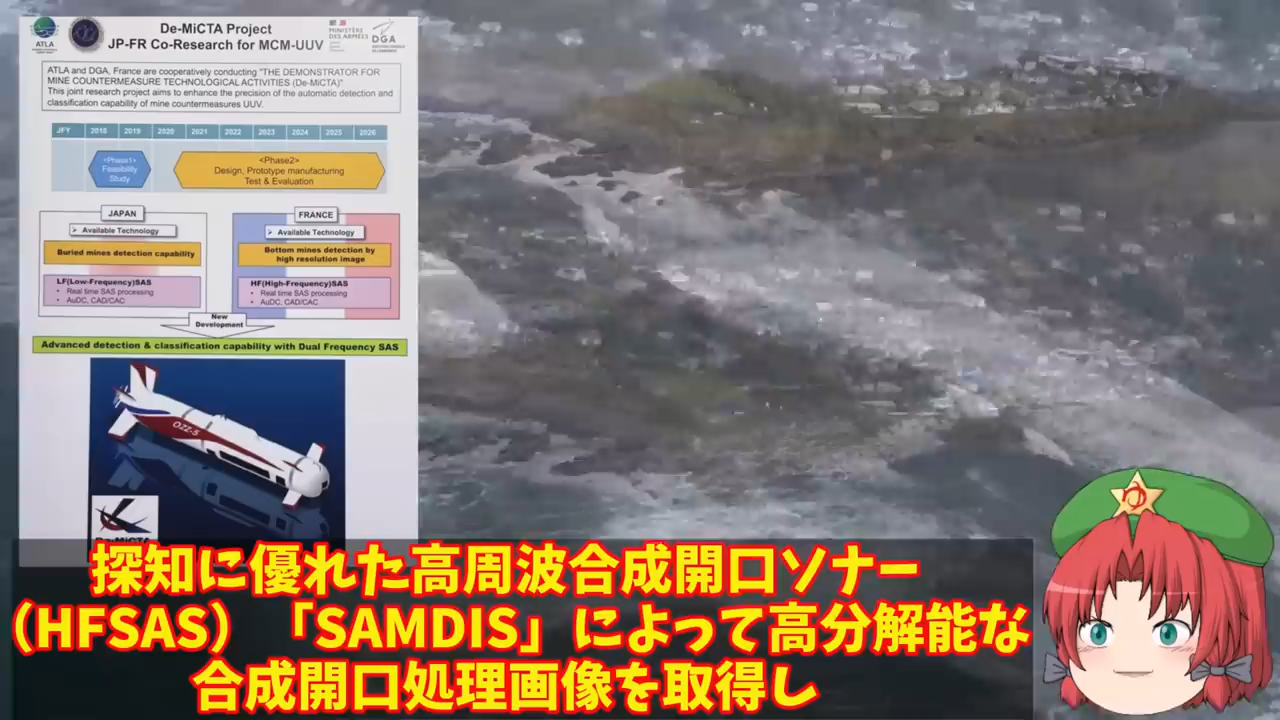 De-MiCTA Project
JP-FR Co-Research for MCM-UUV
ATLA
MINISTÈRE
DES ARMÉES
DGA
ATLA and DGA, France are cooperatively conducting "THE DEMONSTRATOR FOR
MINE COUNTERMEASURE TECHNOLOGICAL ACTIVITIES (De-MiCTA)"
This joint research project aims to enhance the precision of the automatic detection and
classification capability of mine countermeasures UUV.
JFY 2018 2019 2020 2021 2022 2023 2024 2025 2026
<Phase1>
Feasibility
Study
<Phase2>
Design, Prototype manufacturing
Test & Evaluation
JAPAN
➢ Available Technology
Buried mines detection capability
LF(Low-Frequency)SAS
• Real time SAS processing
• AuDC, CAD/CAC
FRANCE
➢ Available Technology
Bottom mines detection by
high resolution image
HF(High-Frequency)SAS
• Real time SAS processing
• AuDC, CAD/CAC
New
Development
Advanced detection & classification capability with Dual Frequency SAS
OZZ-5
De-MiCTA
探知に優れた高周波合成開口ソナー
（HFSAS）「SAMDIS」によって高分解能な
合成開口処理画像を取得し